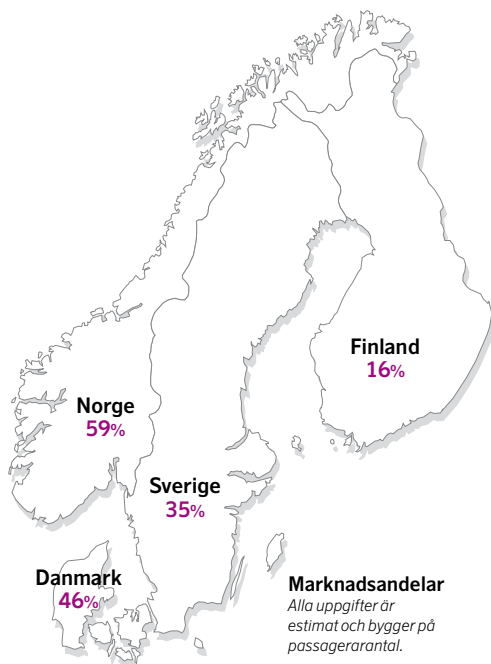 Finland
16%
Norge
59%
Sverige
35%
Danmark
46%
Marknadsandelar
Alla uppgifter är
estimat och bygger på
passagerarantal.